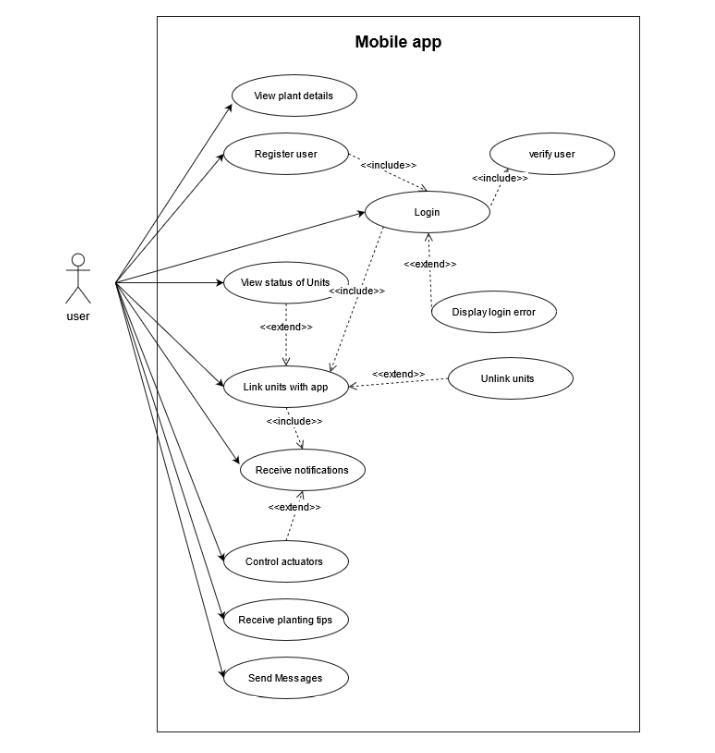 Mobile app
View plant details
Register user
<<include>>
verify user
<<include>>
Login
<<extend>>
View status of Units
<<include>>
user
Display login error
<<extend>>
Link units with app
<<extend>>
Unlink units
<<include>>
Receive notifications
<<extend>>
Control actuators
Receive planting tips
Send Messages